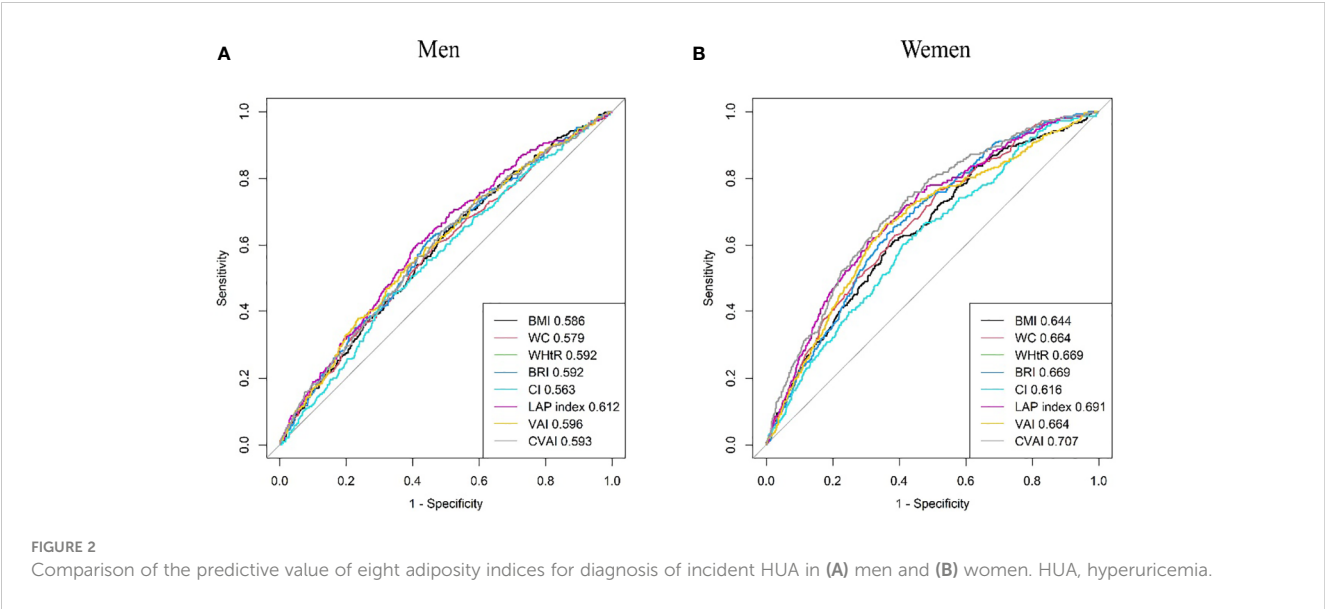 A
Men
1.0
0.8
0.6
0.4
0.2
0.0
Sensitivity
BMI 0.586
WC 0.579
WHtR 0.592
BRI 0.592
CI 0.563
LAP index 0.612
VAI 0.596
CVAI 0.593
0.0 0.2 0.4 0.6 0.8 1.0
1 - Specificity
B
Wemen
1.0
0.8
0.6
0.4
0.2
0.0
Sensitivity
BMI 0.644
WC 0.664
WHtR 0.669
BRI 0.669
CI 0.616
LAP index 0.691
VAI 0.664
CVAI 0.707
0.0 0.2 0.4 0.6 0.8 1.0
1 - Specificity
FIGURE 2
Comparison of the predictive value of eight adiposity indices for diagnosis of incident HUA in (A) men and (B) women. HUA, hyperuricemia.